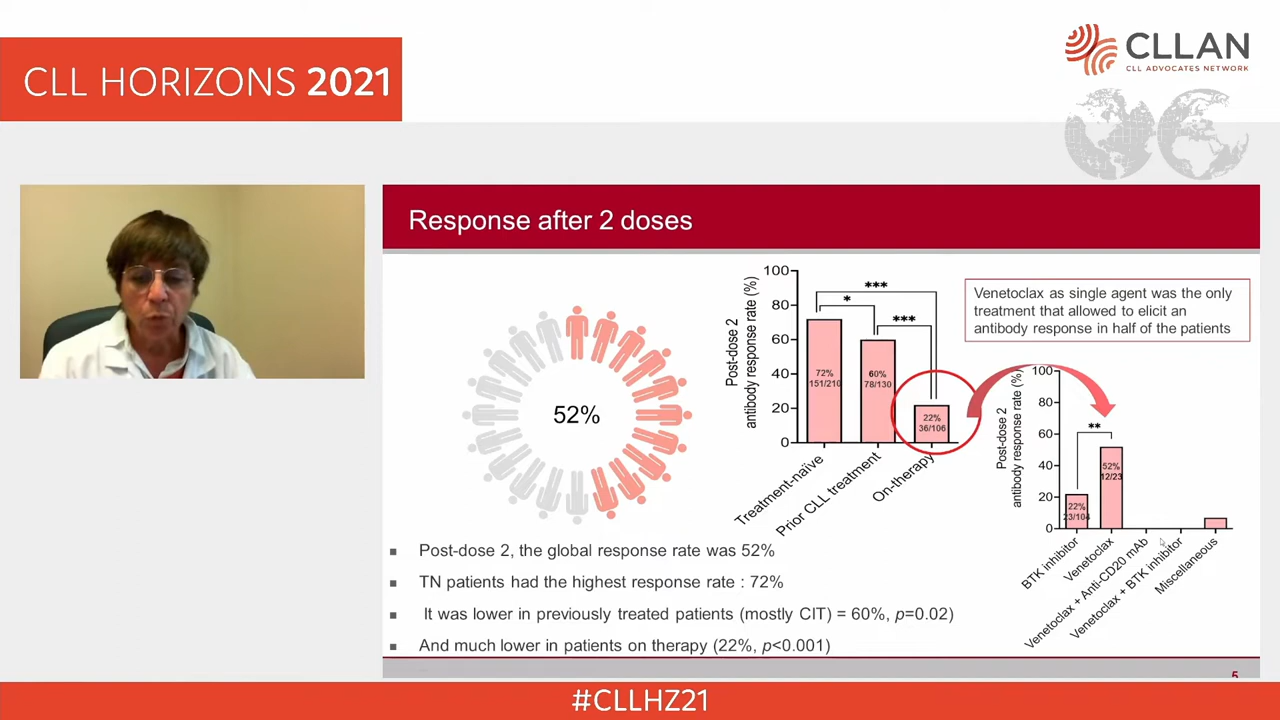 CLL HORIZONS 2021
CLLAN
CLL ADVOCATES NETWORK
Response after 2 doses
52%
Post-dose 2
antibody response rate (%)
100
80
60
40
20
0
***
*
***
72%
151/210
60%
78/130
22%
36/106
Treatment-naïve
Prior CLL treatment
On-therapy
Venetoclax as single agent was the only
treatment that allowed to elicit an
antibody response in half of the patients
Post-dose 2
antibody response rate (%)
100
80
60
40
20
0
**
22%
23/104
52%
12/23
BTK inhibitor
Venetoclax
Venetoclax + Anti-CD20 mAb
Venetoclax + BTK inhibitor
Miscellaneous
▪ Post-dose 2, the global response rate was 52%
▪ TN patients had the highest response rate : 72%
▪ It was lower in previously treated patients (mostly CIT) = 60%, p=0.02)
▪ And much lower in patients on therapy (22%, p<0.001)
5
#CLLHZ21